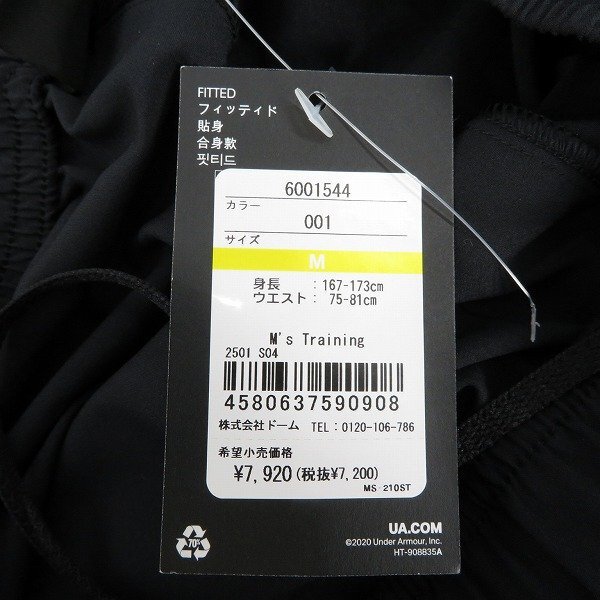 FITTED
フィッティド
貼身
合身款
핏티드
6001544
カラー
001
サイズ
M
身長 :167-173cm
ウエスト : 75-81cm
M's Training
2501 S04
4580637590908
株式会社ドーム TEL:0120-106-786
希望小売価格
¥7,920(税抜¥7,200)
MS 210ST
70%
UA.COM
©2020 Under Armour, Inc.
HT-908835A